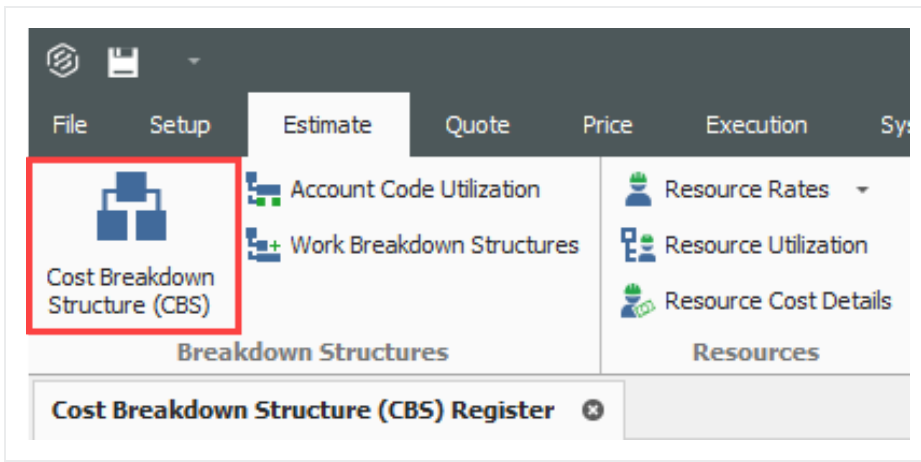 File Setup Estimate Quote Price Execution Sys
Cost Breakdown
Structure (CBS)
Account Code Utilization
Work Breakdown Structures
Breakdown Structures
Resource Rates
Resource Utilization
Resource Cost Details
Resources
Cost Breakdown Structure (CBS) Register